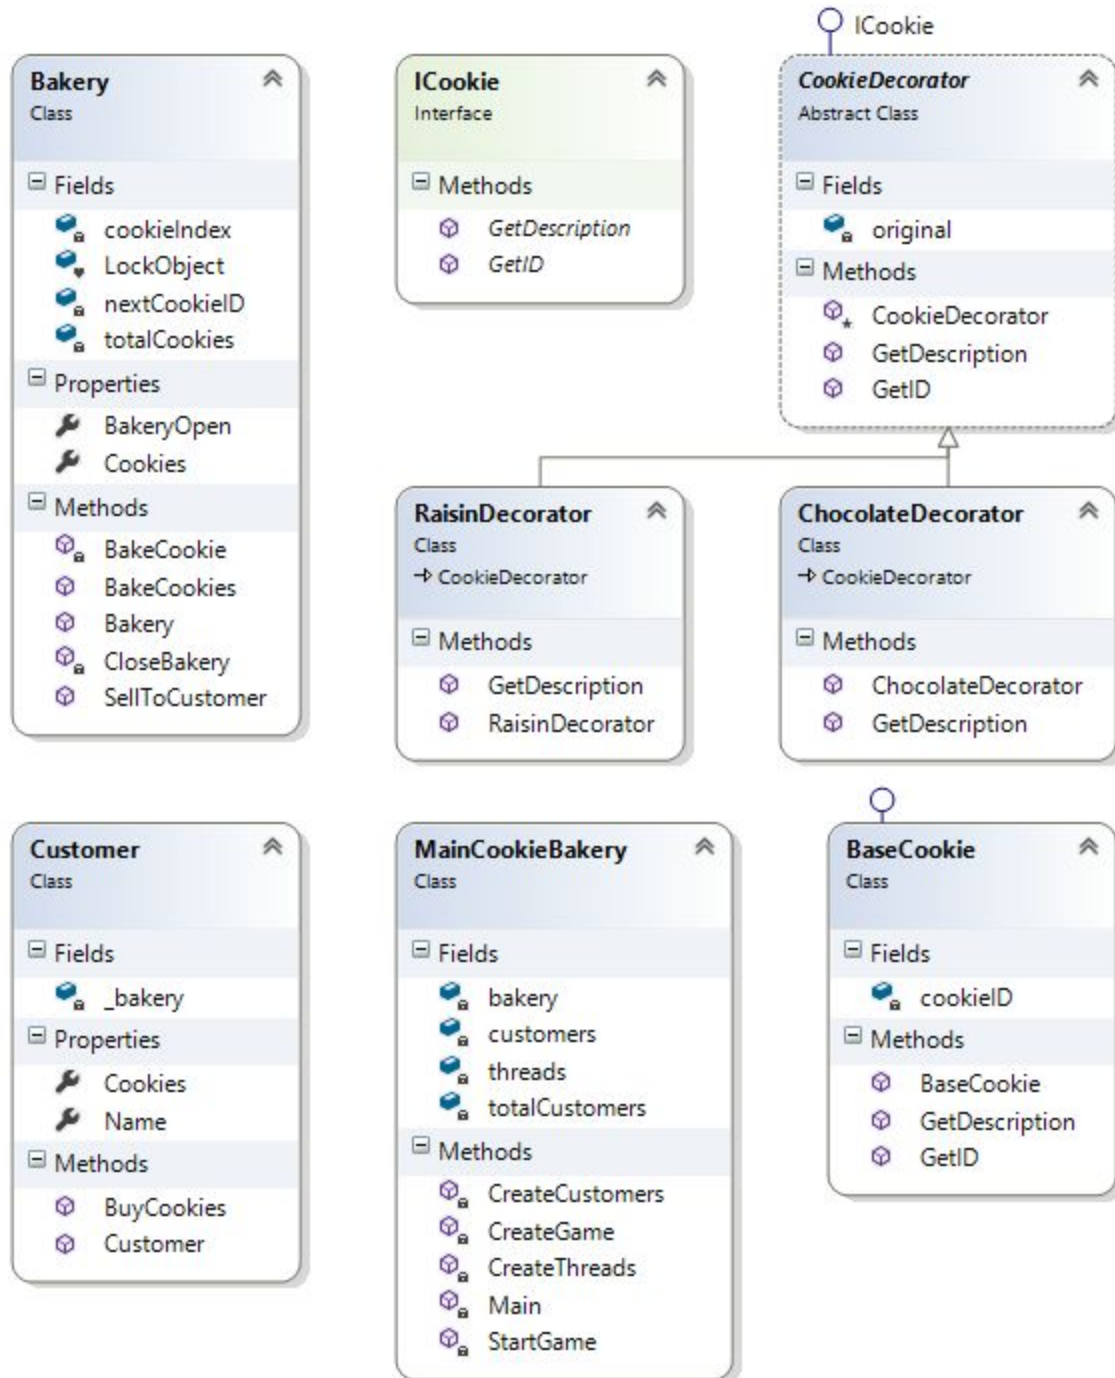 Bakery
Class
Fields
cookieIndex
LockObject
nextCookieID
totalCookies
Properties
BakeryOpen
Cookies
Methods
BakeCookie
BakeCookies
Bakery
CloseBakery
SellToCustomer
ICookie
Interface
Methods
GetDescription
GetID
ICookie
CookieDecorator
Abstract Class
Fields
original
Methods
CookieDecorator
GetDescription
GetID
RaisinDecorator
Class
CookieDecorator
Methods
GetDescription
RaisinDecorator
ChocolateDecorator
Class
CookieDecorator
Methods
ChocolateDecorator
GetDescription
Customer
Class
Fields
_bakery
Properties
Cookies
Name
Methods
BuyCookies
Customer
MainCookieBakery
Class
Fields
bakery
customers
threads
totalCustomers
Methods
CreateCustomers
CreateGame
CreateThreads
Main
StartGame
BaseCookie
Class
Fields
cookieID
Methods
BaseCookie
GetDescription
GetID